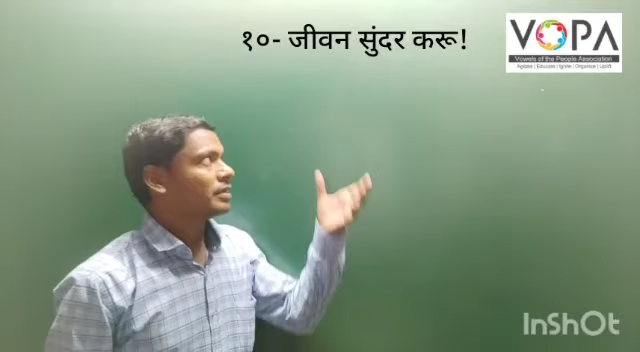 १०- जीवन सुंदर करू!
VOPA
Vowels of the People Association
InShOt